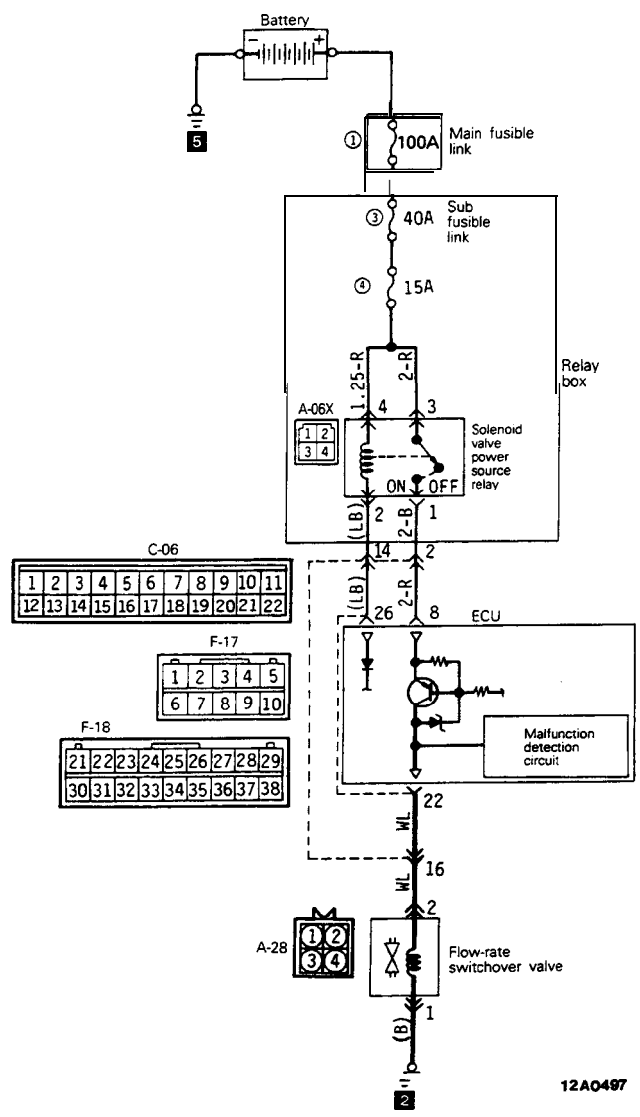 Battery
− +
5
① 100A Main fusible
link
③ 40A Sub
fusible
link
④ 15A
1.25-R 2-R
Relay
box
A-06X 4 3
1 2
3 4
Solenoid
valve
power
source
relay
ON OFF
(LB) 2 2-B 1
C-06
14 2
1 2 3 4 5 6 7 8 9 10 11
12 13 14 15 16 17 18 19 20 21 22
(LB) 2-R
26 8 ECU
F-17
1 2 3 4 5
6 7 8 9 10
F-18
21 22 23 24 25 26 27 28 29
30 31 32 33 34 35 36 37 38
Malfunction
detection
circuit
22
WL
16
WL
2
A-28
1 2
3 4
Flow-rate
switchover valve
1
(B)
2
12A0497